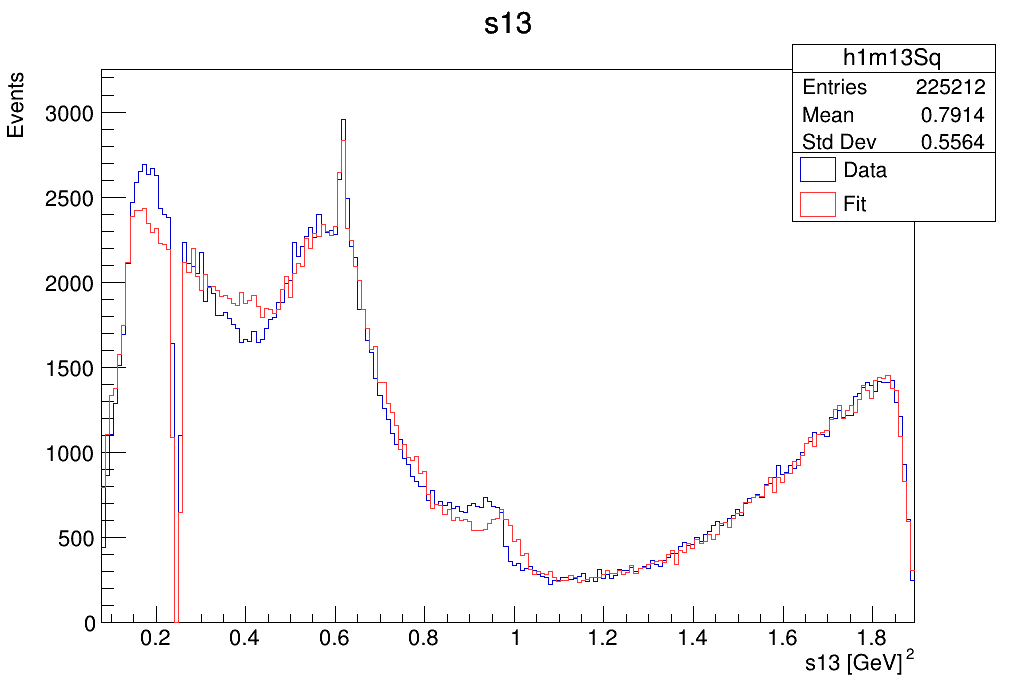 s13
h1m13Sq
Entries 225212
Mean 0.7914
Std Dev 0.5564
Data
Fit
Events
3000
2500
2000
1500
1000
500
0
0.2 0.4 0.6 0.8 1 1.2 1.4 1.6 1.8
s13 [GeV]²